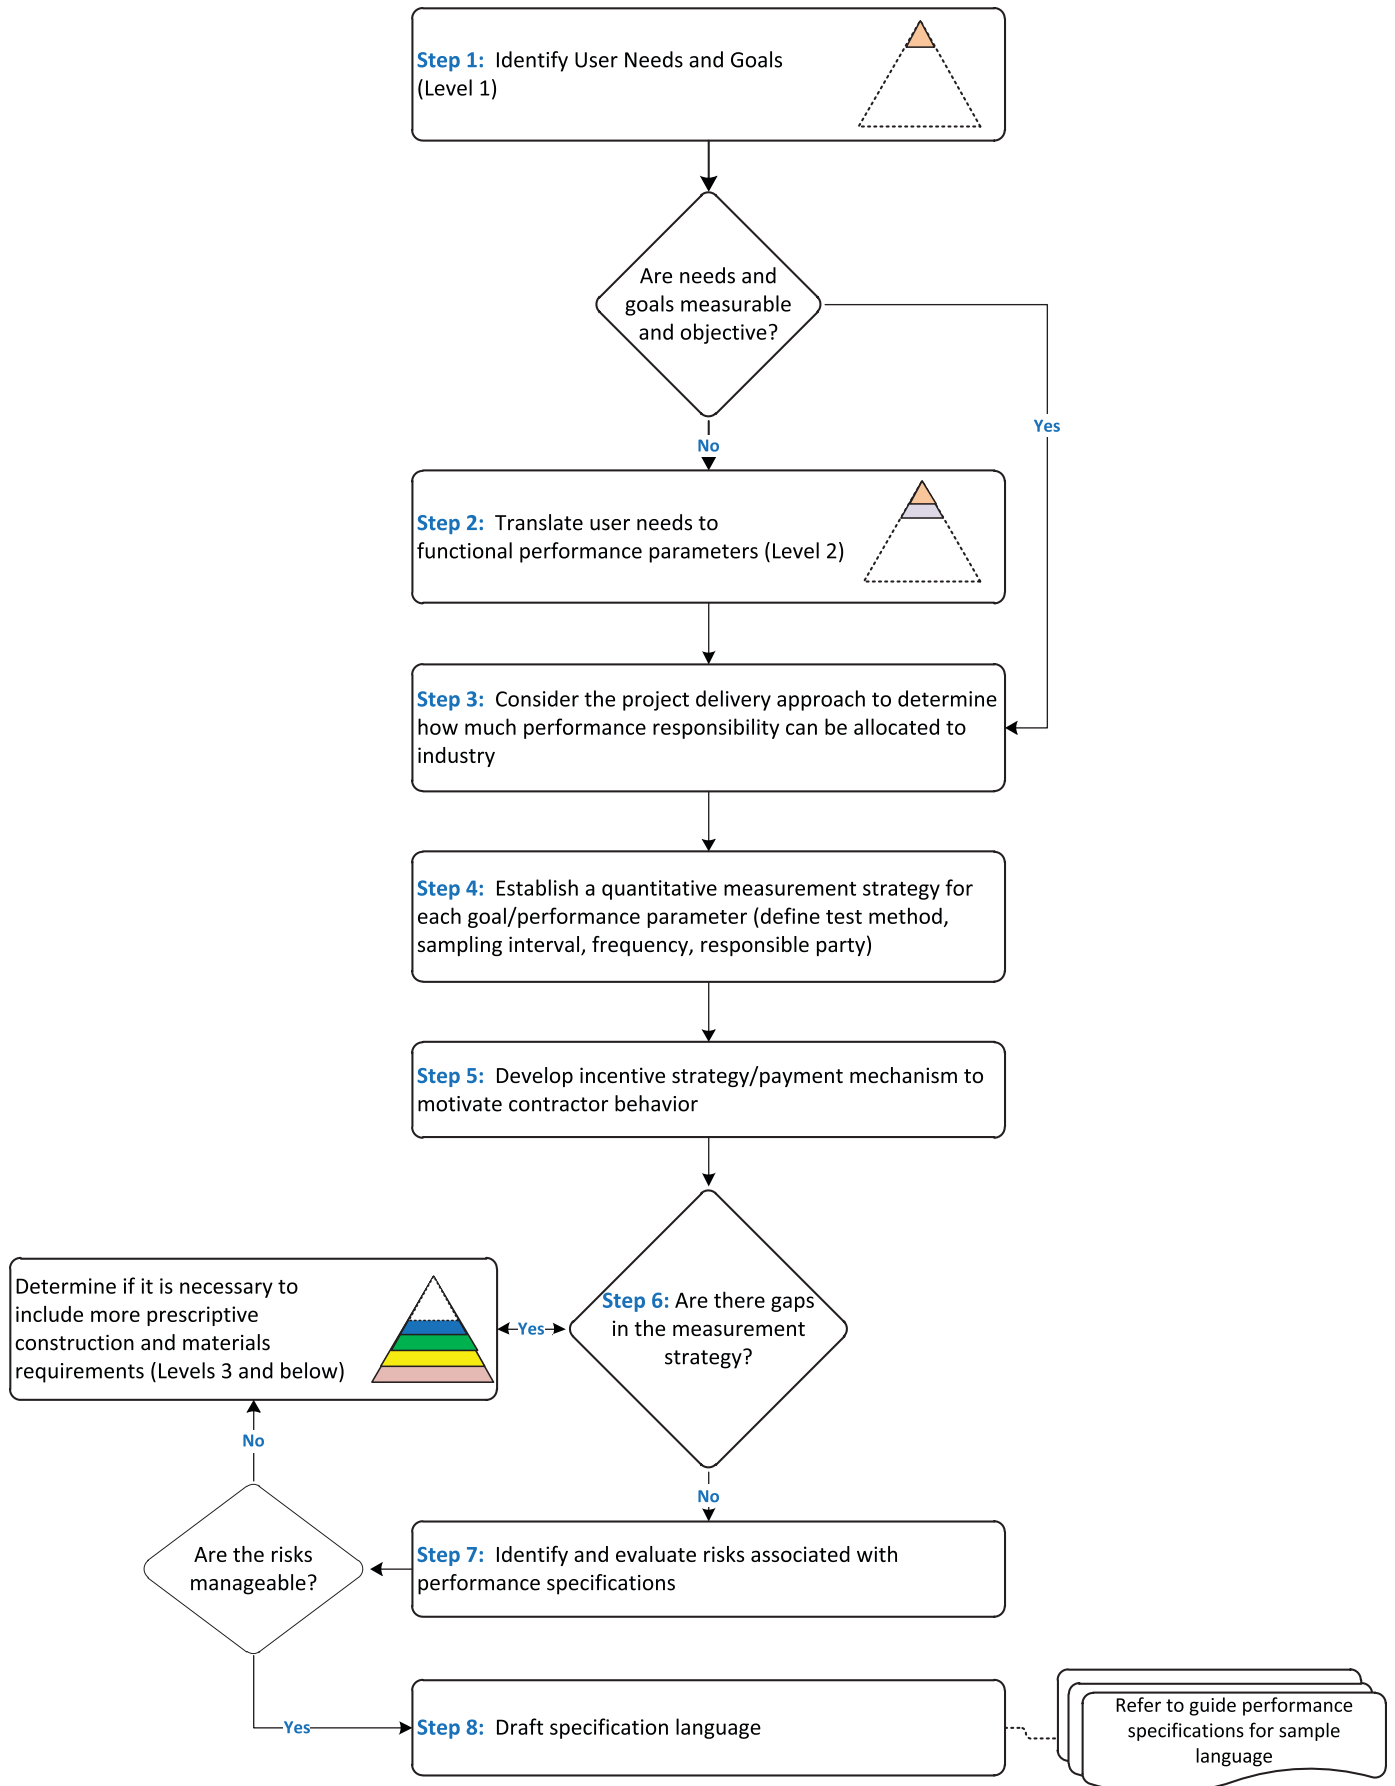 Step 1: Identify User Needs and Goals
(Level 1)
Are needs and
goals measurable
and objective?
Yes
No
Step 2: Translate user needs to
functional performance parameters (Level 2)
Step 3: Consider the project delivery approach to determine
how much performance responsibility can be allocated to
industry
Step 4: Establish a quantitative measurement strategy for
each goal/performance parameter (define test method,
sampling interval, frequency, responsible party)
Step 5: Develop incentive strategy/payment mechanism to
motivate contractor behavior
Step 6: Are there gaps
in the measurement
strategy?
Yes
Determine if it is necessary to
include more prescriptive
construction and materials
requirements (Levels 3 and below)
No
No
Step 7: Identify and evaluate risks associated with
performance specifications
Are the risks
manageable?
Yes
Step 8: Draft specification language
Refer to guide performance
specifications for sample
language